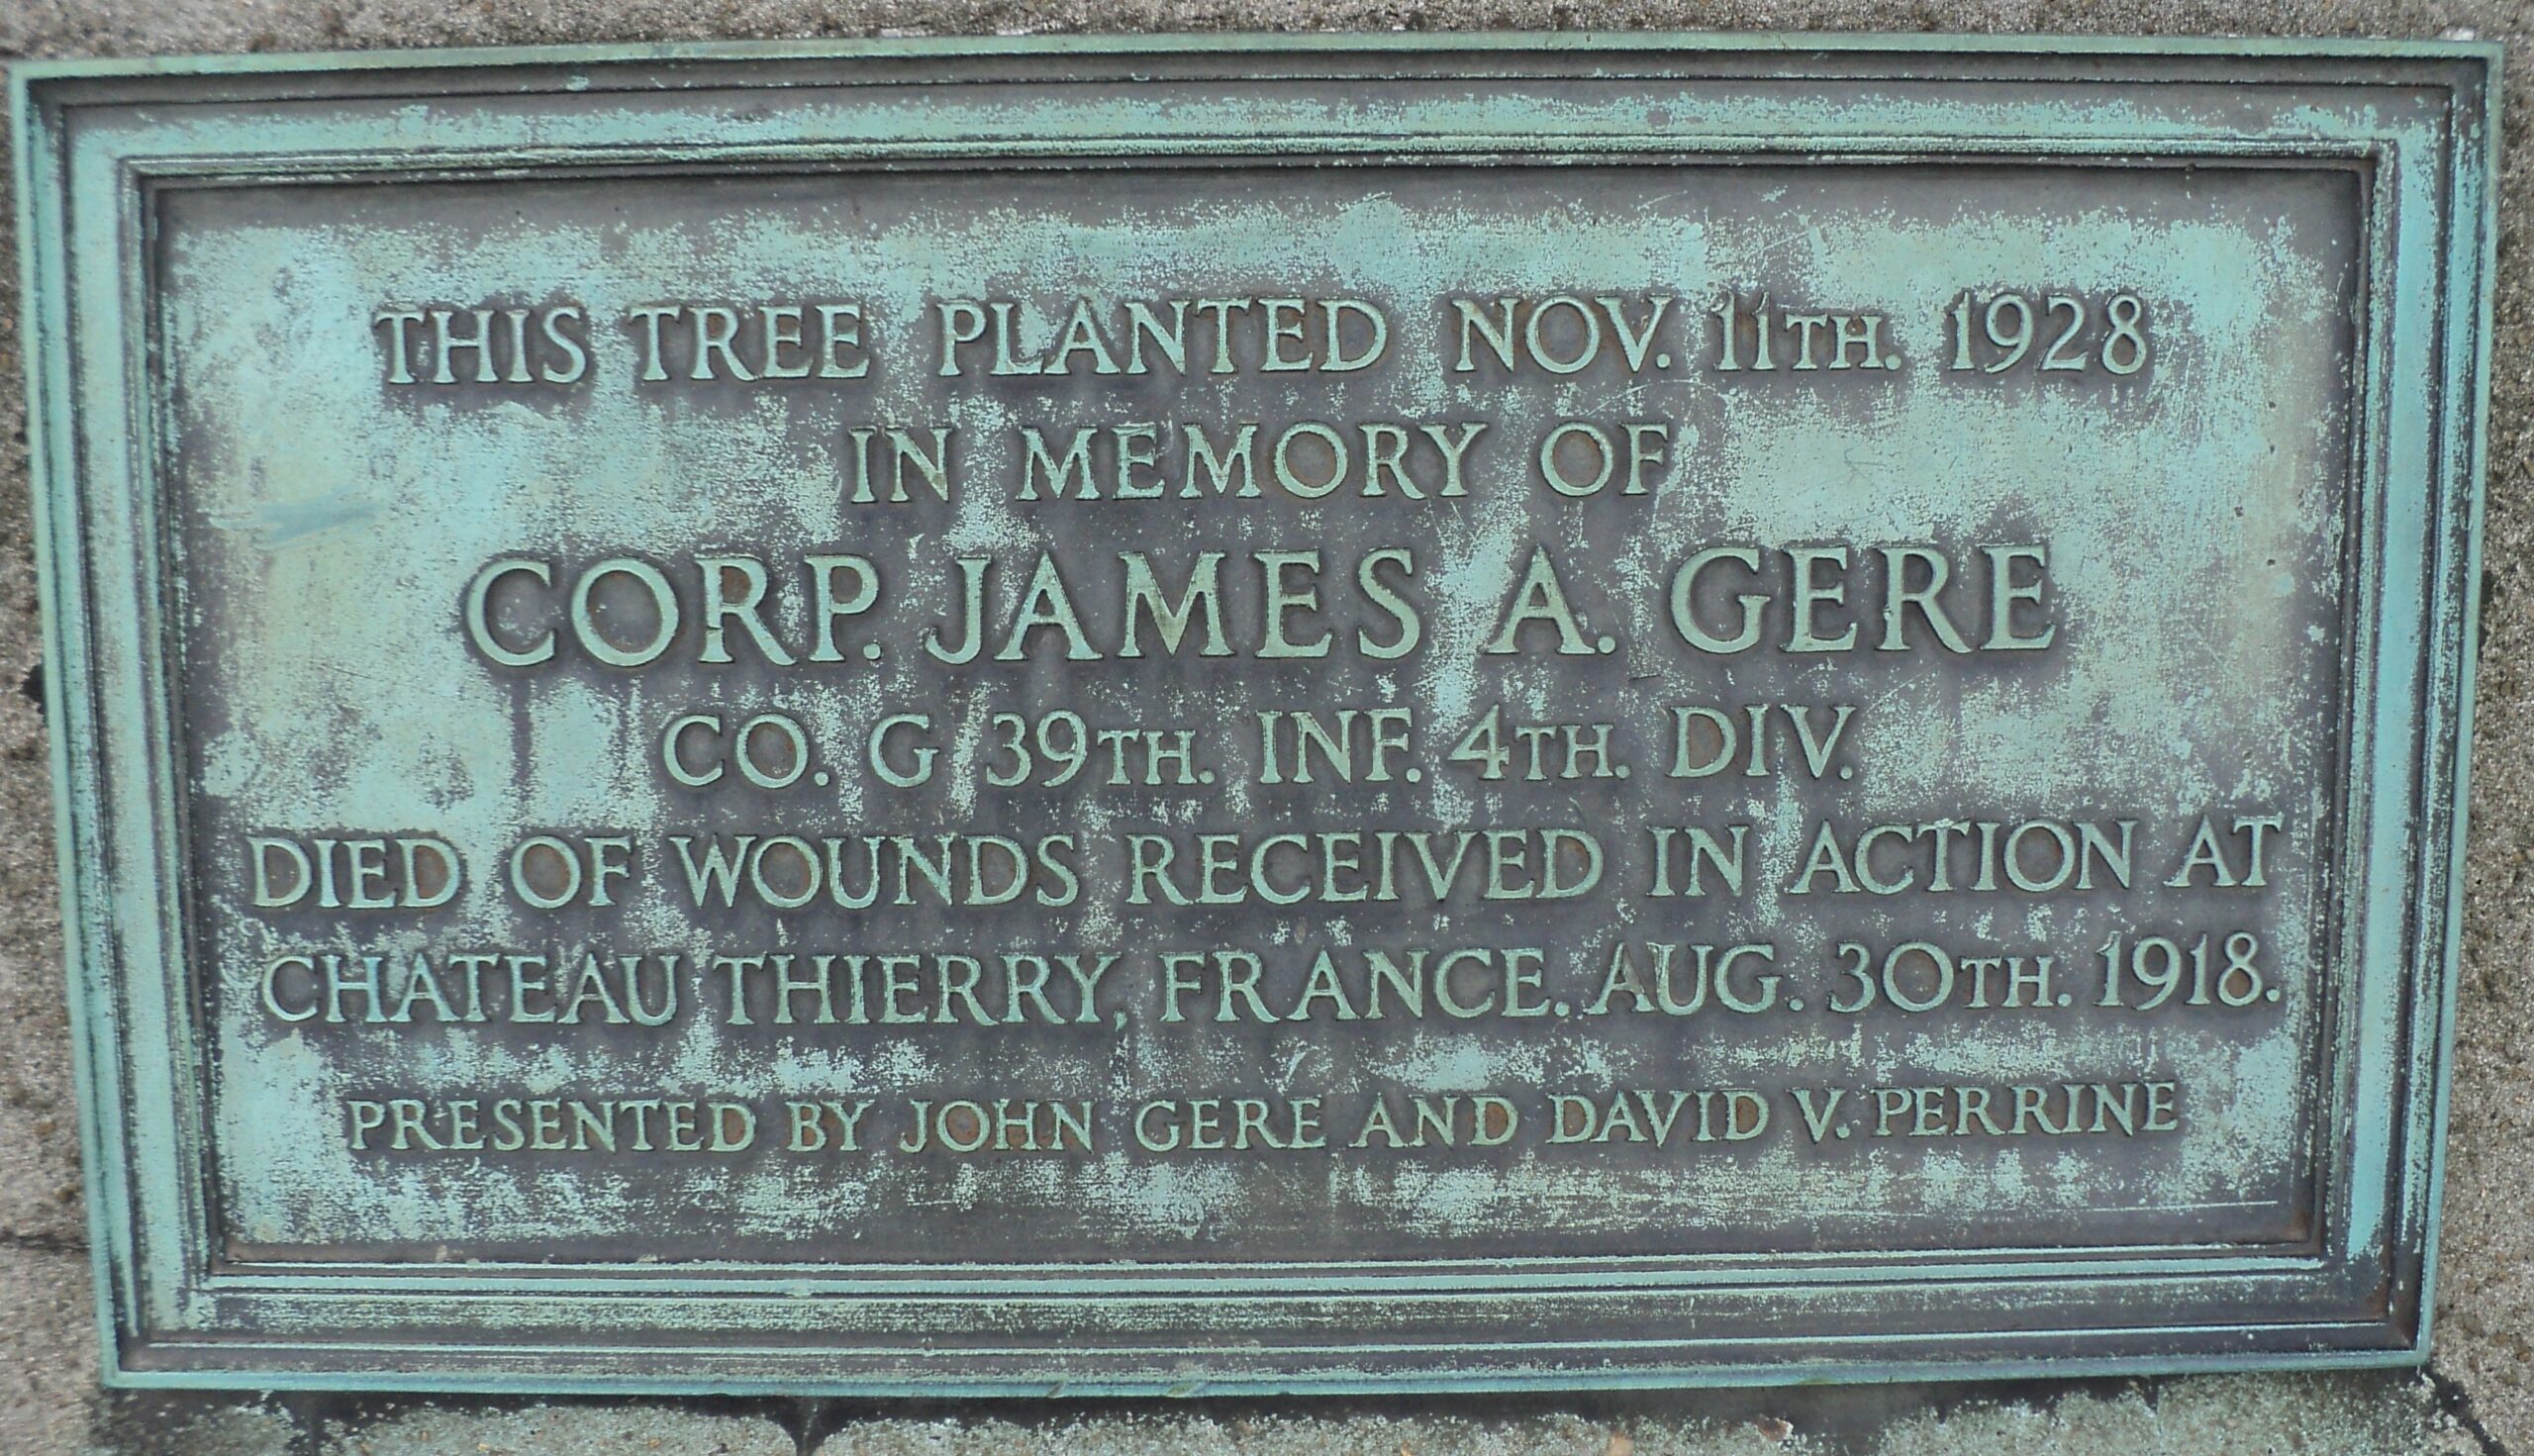 THIS TREE PLANTED NOV. 11TH. 1928
IN MEMORY OF
CORP. JAMES A. GERE
CO. G 39TH. INF. 4TH. DIV.
DIED OF WOUNDS RECEIVED IN ACTION AT
CHATEAU THIERRY, FRANCE. AUG. 30TH. 1918.
PRESENTED BY JOHN GERE AND DAVID V. PERRINE